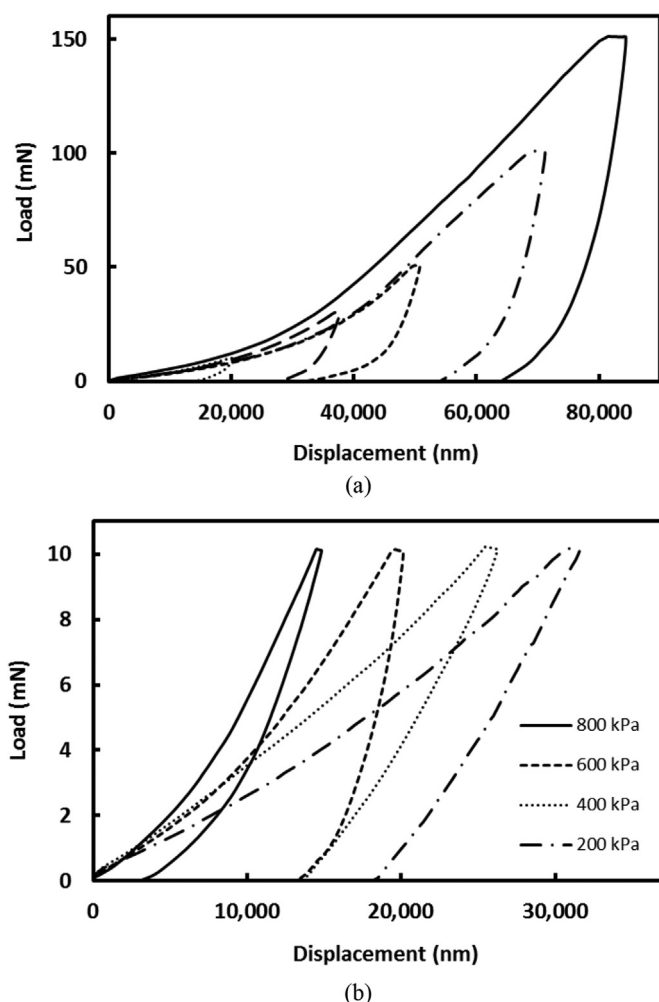 150
100
50
0
Load (mN)
0
20,000
40,000
60,000
80,000
Displacement (nm)
(a)
10
8
6
4
2
0
Load (mN)
800 kPa
600 kPa
400 kPa
200 kPa
0
10,000
20,000
30,000
Displacement (nm)
(b)